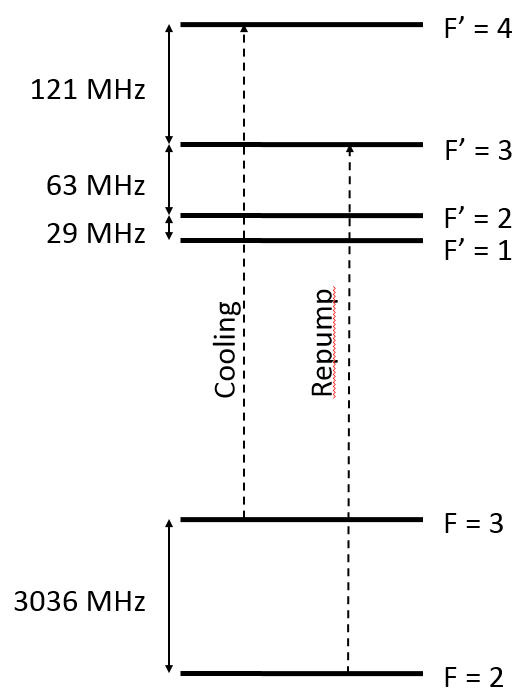 F’ = 4
121 MHz
F’ = 3
63 MHz
F’ = 2
29 MHz
F’ = 1
Cooling
Repump
F = 3
3036 MHz
F = 2